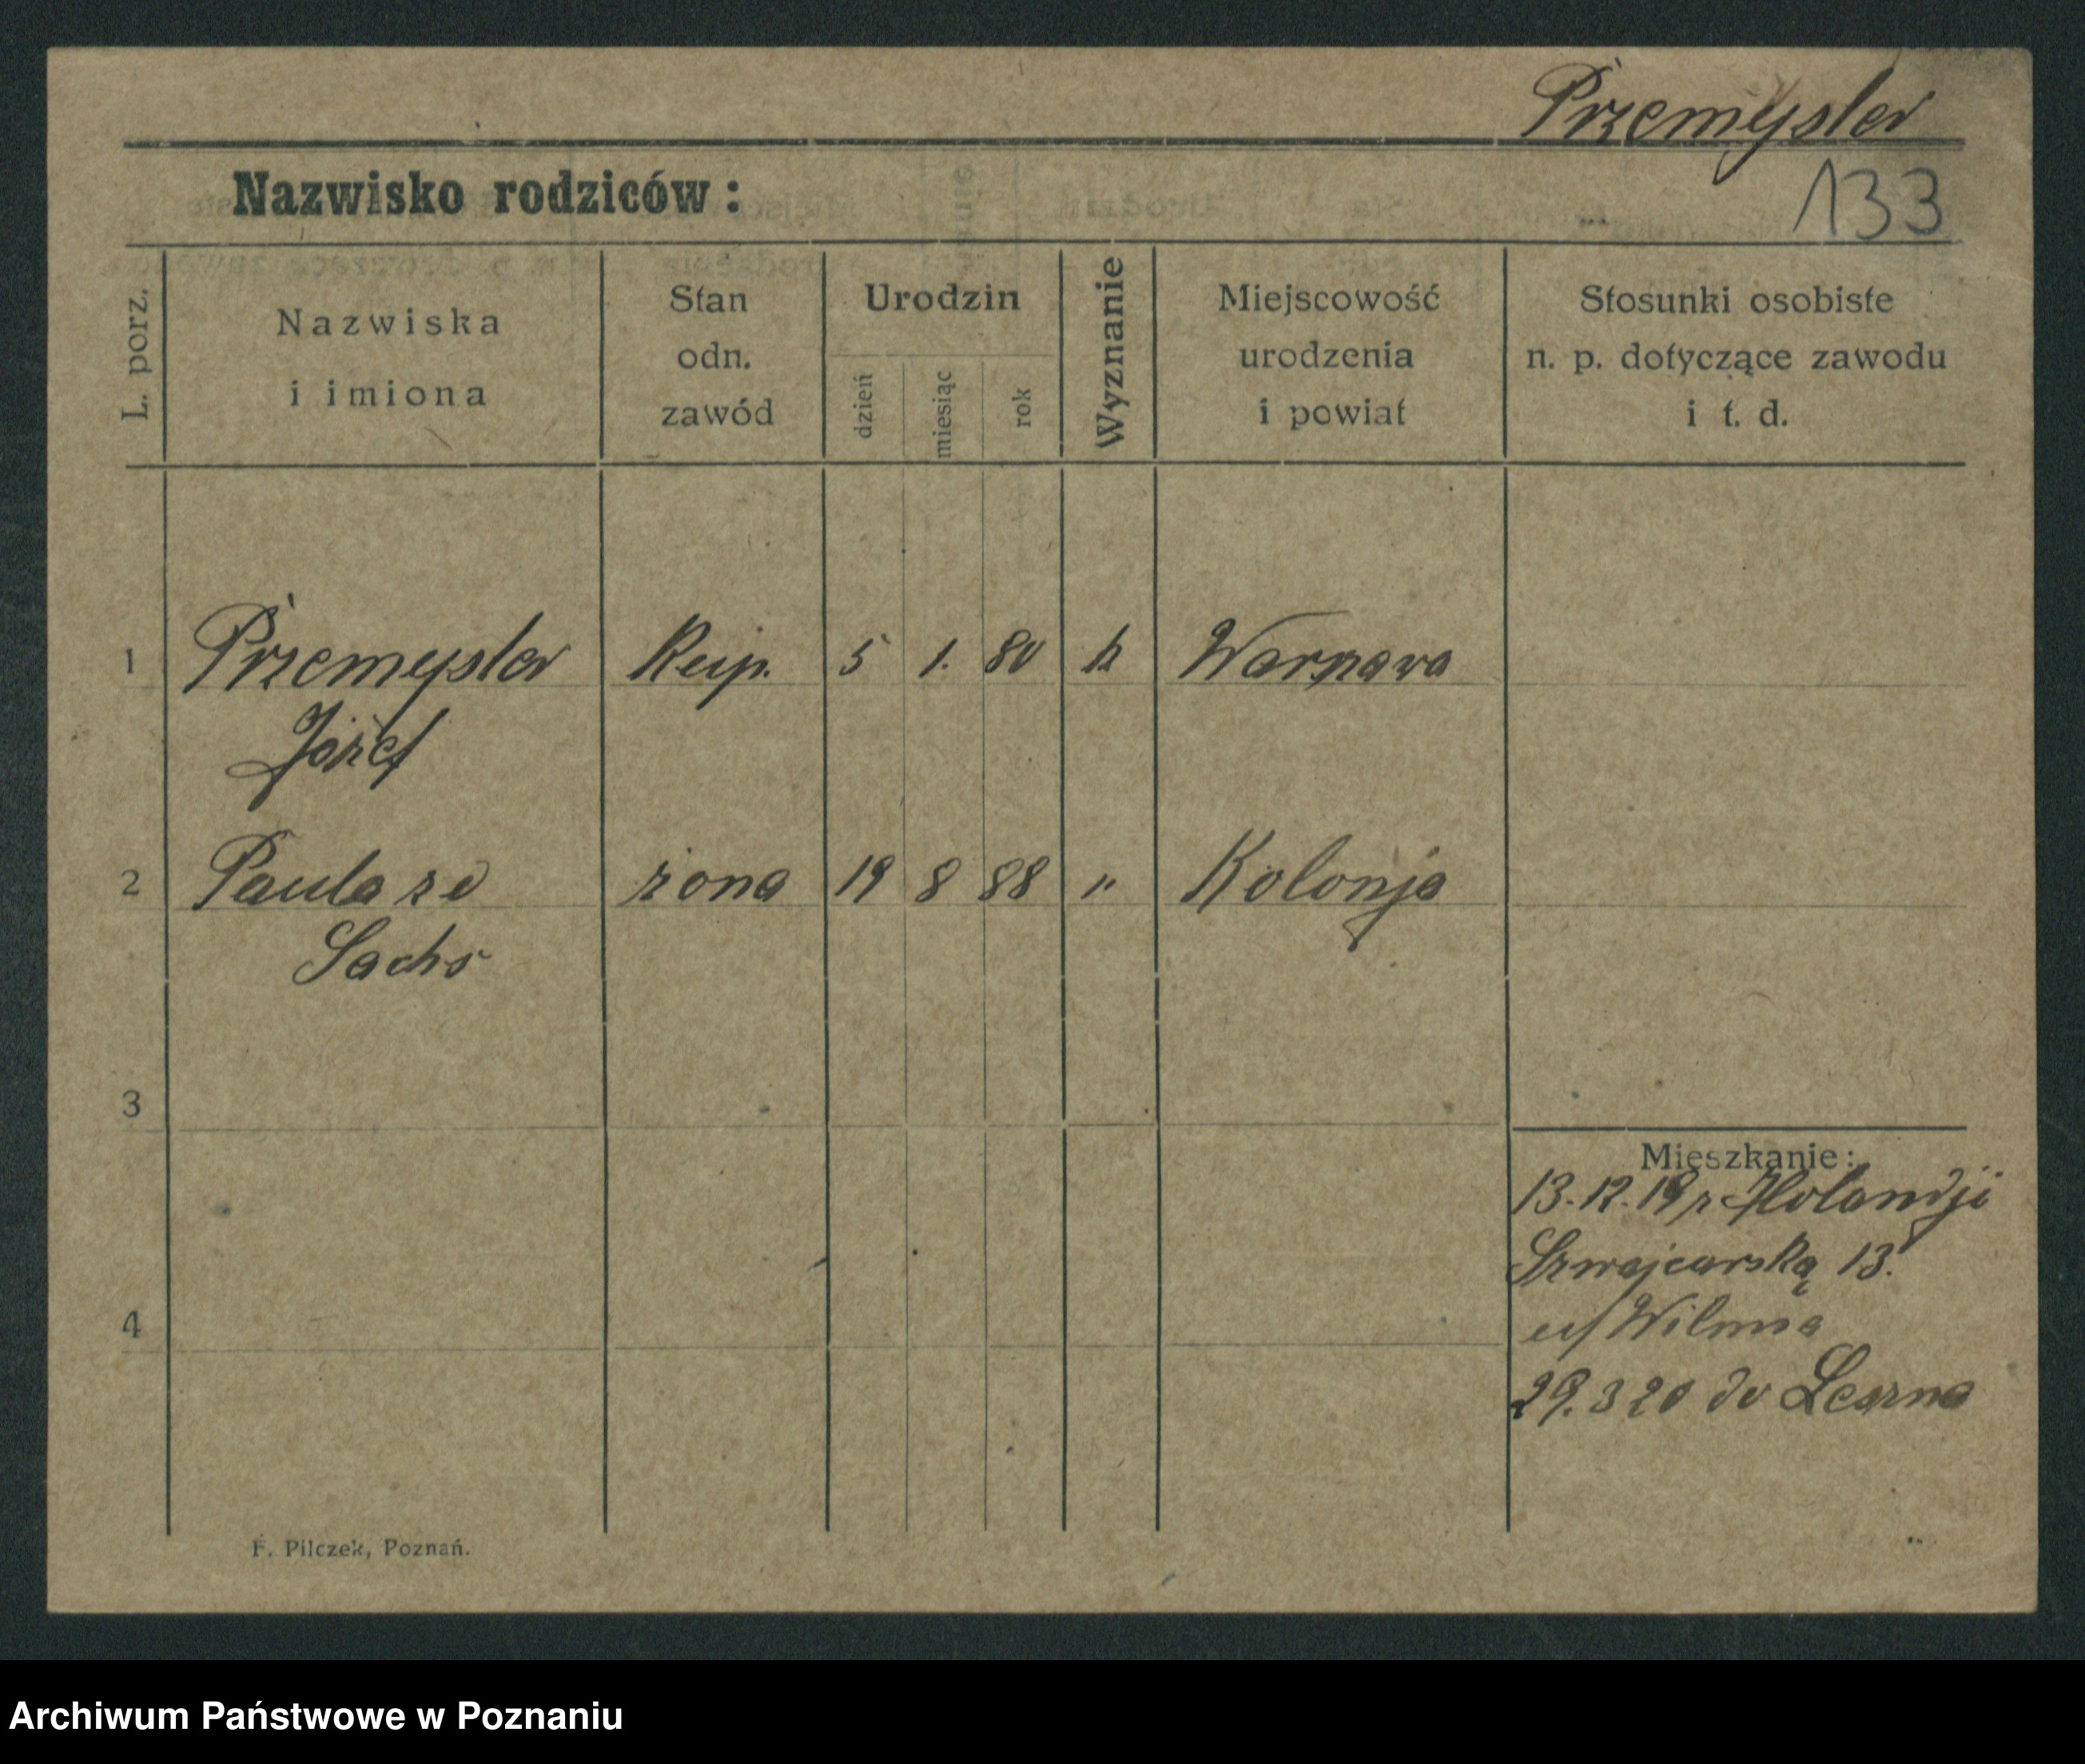 Przemysler
133
Nazwisko rodziców:
L. porz.
Nazwiska
i imiona
Stan
odn.
zawód
Urodzin
dzień
miesiąc
rok
Wyznanie
Miejscowość
urodzenia
i powiat
Stosunki osobiste
n. p. dotyczące zawodu
i t. d.
1 Przemysler Kup. 5 1. 80 k Warszawa
Józef
2 Paula ze żona 19 8 88 " Kolonja
Sachs
3
Mieszkanie:
13.12.19 z Holandji
Szwajcarska 13.
4
29.3 20 do
F. Pilczek, Poznań.
Archiwum Państwowe w Poznaniu